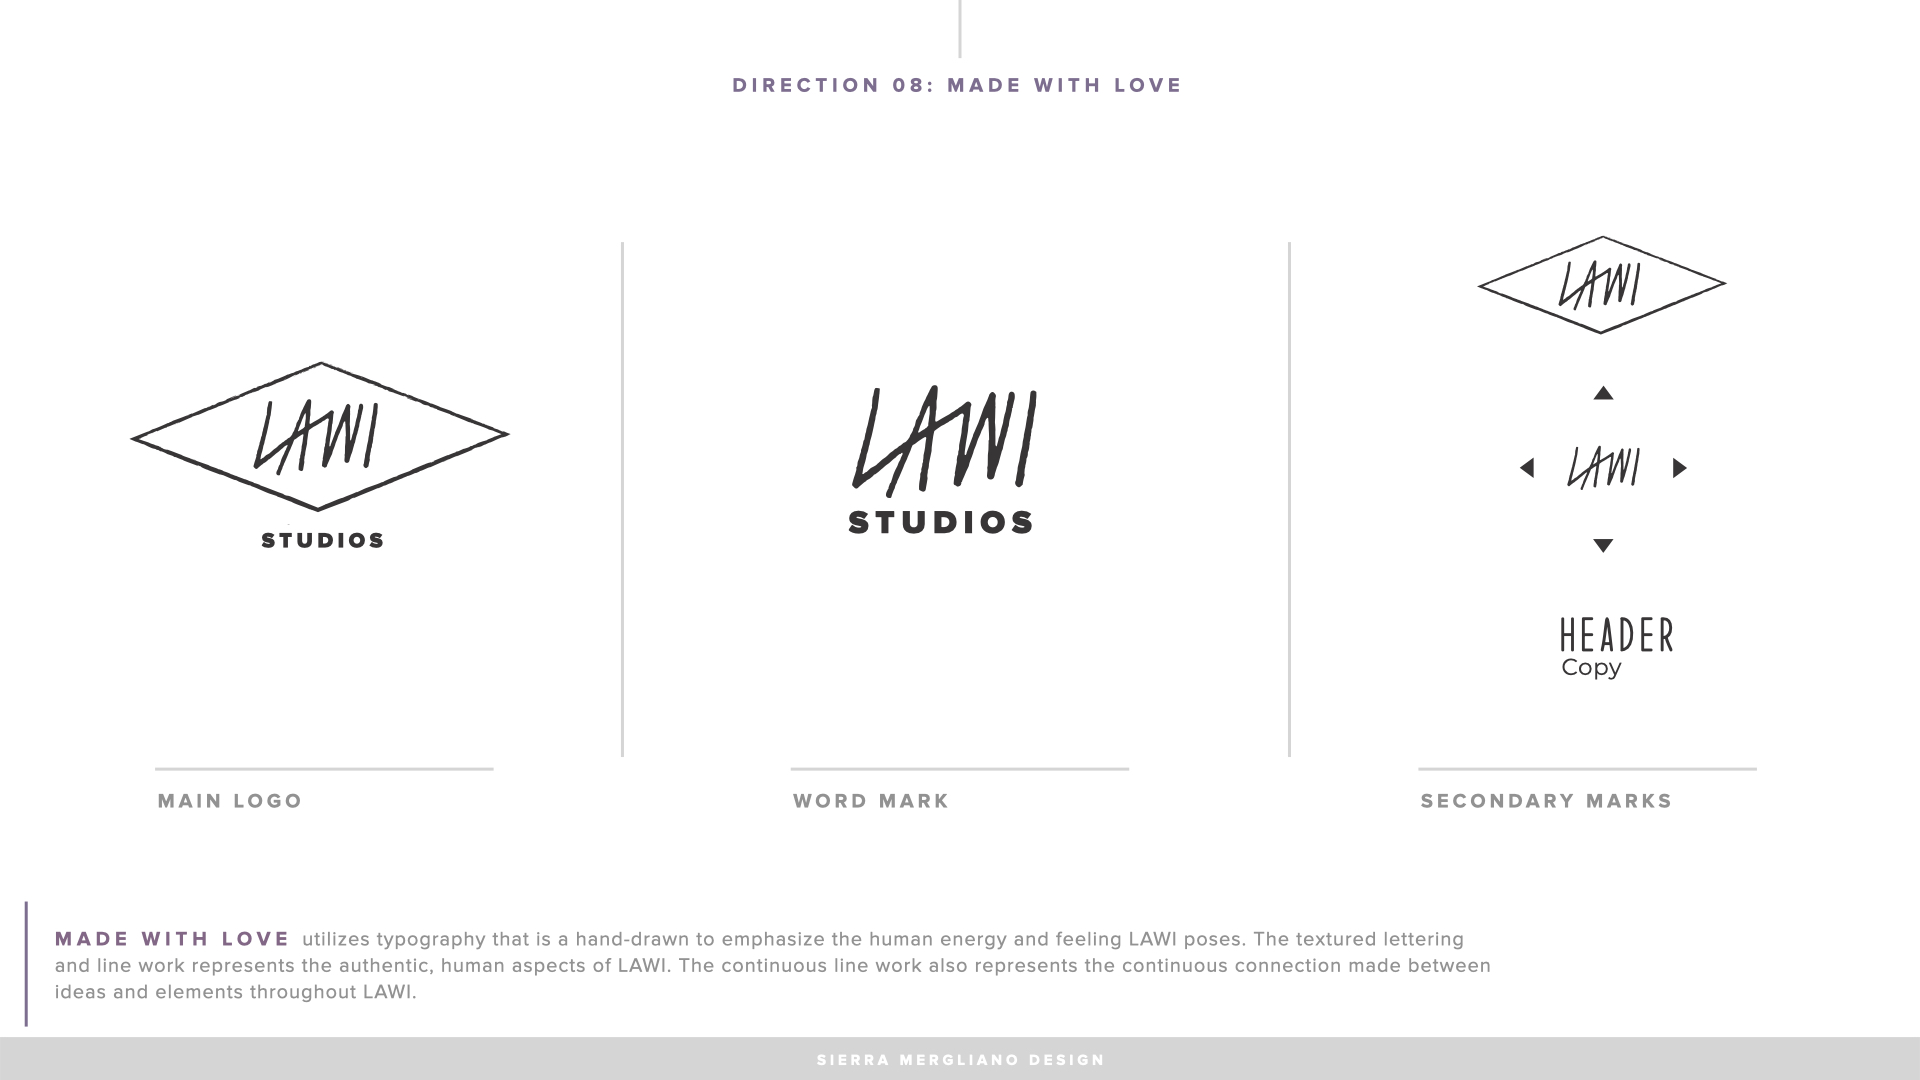 DIRECTION 08: MADE WITH LOVE
LAWI
STUDIOS
MAIN LOGO
LAWI
STUDIOS
WORD MARK
LAWI
LAWI
HEADER
Copy
SECONDARY MARKS
MADE WITH LOVE utilizes typography that is a hand-drawn to emphasize the human energy and feeling LAWI poses. The textured lettering
and line work represents the authentic, human aspects of LAWI. The continuous line work also represents the continuous connection made between
ideas and elements throughout LAWI.
SIERRA MERGLIANO DESIGN